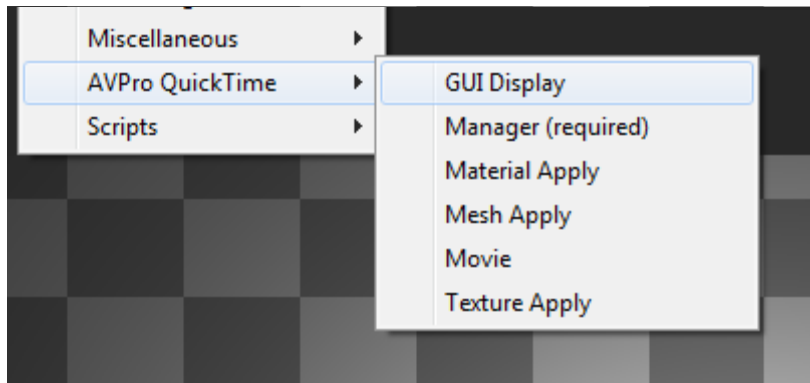 Miscellaneous
AVPro QuickTime
Scripts
GUI Display
Manager (required)
Material Apply
Mesh Apply
Movie
Texture Apply